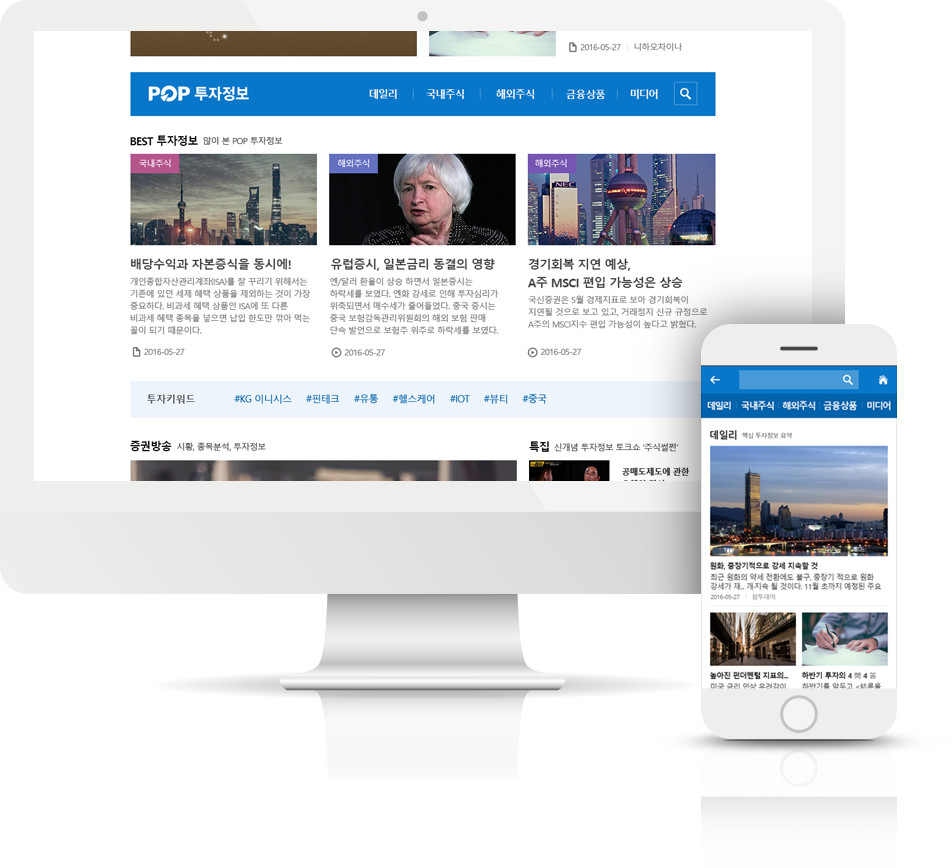 2016-05-27 | 니하오차이나
POP 투자정보
데일리 | 국내주식 | 해외주식 | 금융상품 | 미디어
BEST 투자정보 많이 본 POP 투자정보
국내주식
배당수익과 자본증식을 동시에!
개인종합자산관리계좌(ISA)를 잘 꾸리기 위해서는
기존에 있던 세제 혜택 상품을 제외하는 것이 가장
중요하다. 비과세 혜택 상품인 ISA에 또 다른
비과세 혜택 종목을 넣으면 납입 한도만 깎아 먹는
꼴이 되기 때문이다.
2016-05-27
해외주식
유럽증시, 일본금리 동결의 영향
엔/달러 환율이 상승 하면서 일본증시는
하락세를 보였다. 엔화 강세로 인해 투자심리가
위축되면서 매수세가 줄어들었다. 중국 증시는
중국 보험감독관리위원회의 해외 보험 판매
단속 발언으로 보험주 위주로 하락세를 보였다.
2016-05-27
해외주식
NEC
경기회복 지연 예상,
A주 MSCI 편입 가능성은 상승
국신증권은 5월 경제지표로 보아 경기회복이
지연될 것으로 보고 있고, 거래정지 신규 규정으로
A주의 MSCI지수 편입 가능성이 높다고 밝혔다.
2016-05-27
투자키워드 #KG 이니시스 #핀테크 #유통 #헬스케어 #IOT #뷰티 #중국
증권방송 시황, 종목분석, 투자정보
특집 신개념 투자정보 토크쇼 '주식썰쩐'
공매도제도에 관한
데일리 | 국내주식 | 해외주식 | 금융상품 | 미디어
데일리 핵심 투자정보 요약
원화, 중장기적으로 강세 지속할 것
최근 원화의 약세 전환에도 불구, 중장기 적으로 원화
강세가 재.. 개·지속 될 것이다. 11월 초까지 예정된 주요
2016-05-27 | 팝투데이
높아진 펀더멘털 지표의...
미국 금리 인상 우려감이
하반기 투자의 4 問 4 答
하반기를 앞두고 <결론을